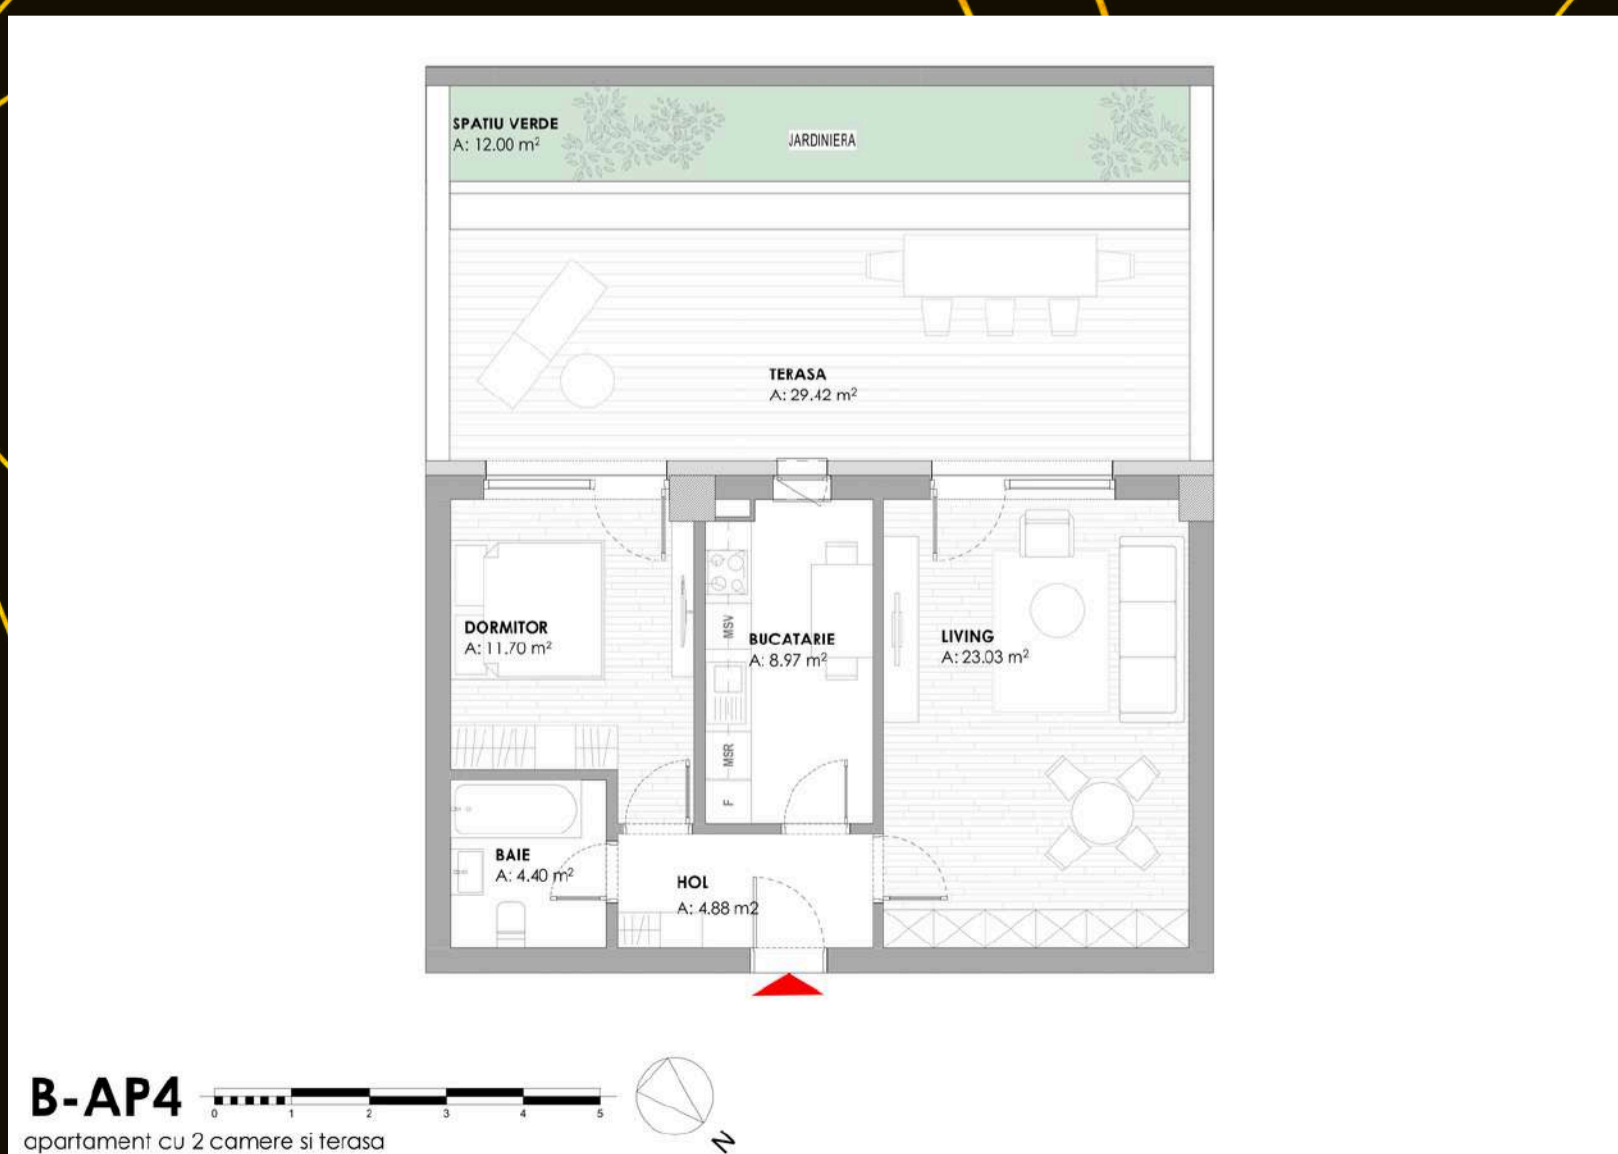 SPATIU VERDE
A: 12.00 m²
JARDINIERA
TERASA
A: 29.42 m²
DORMITOR
A: 11.70 m²
MSV
BUCATARIE
A: 8.97 m²
LIVING
A: 23.03 m²
MSR
F
BAIE
A: 4.40 m²
HOL
A: 4.88 m2
B-AP4
0 1 2 3 4 5
N
apartament cu 2 camere si terasa